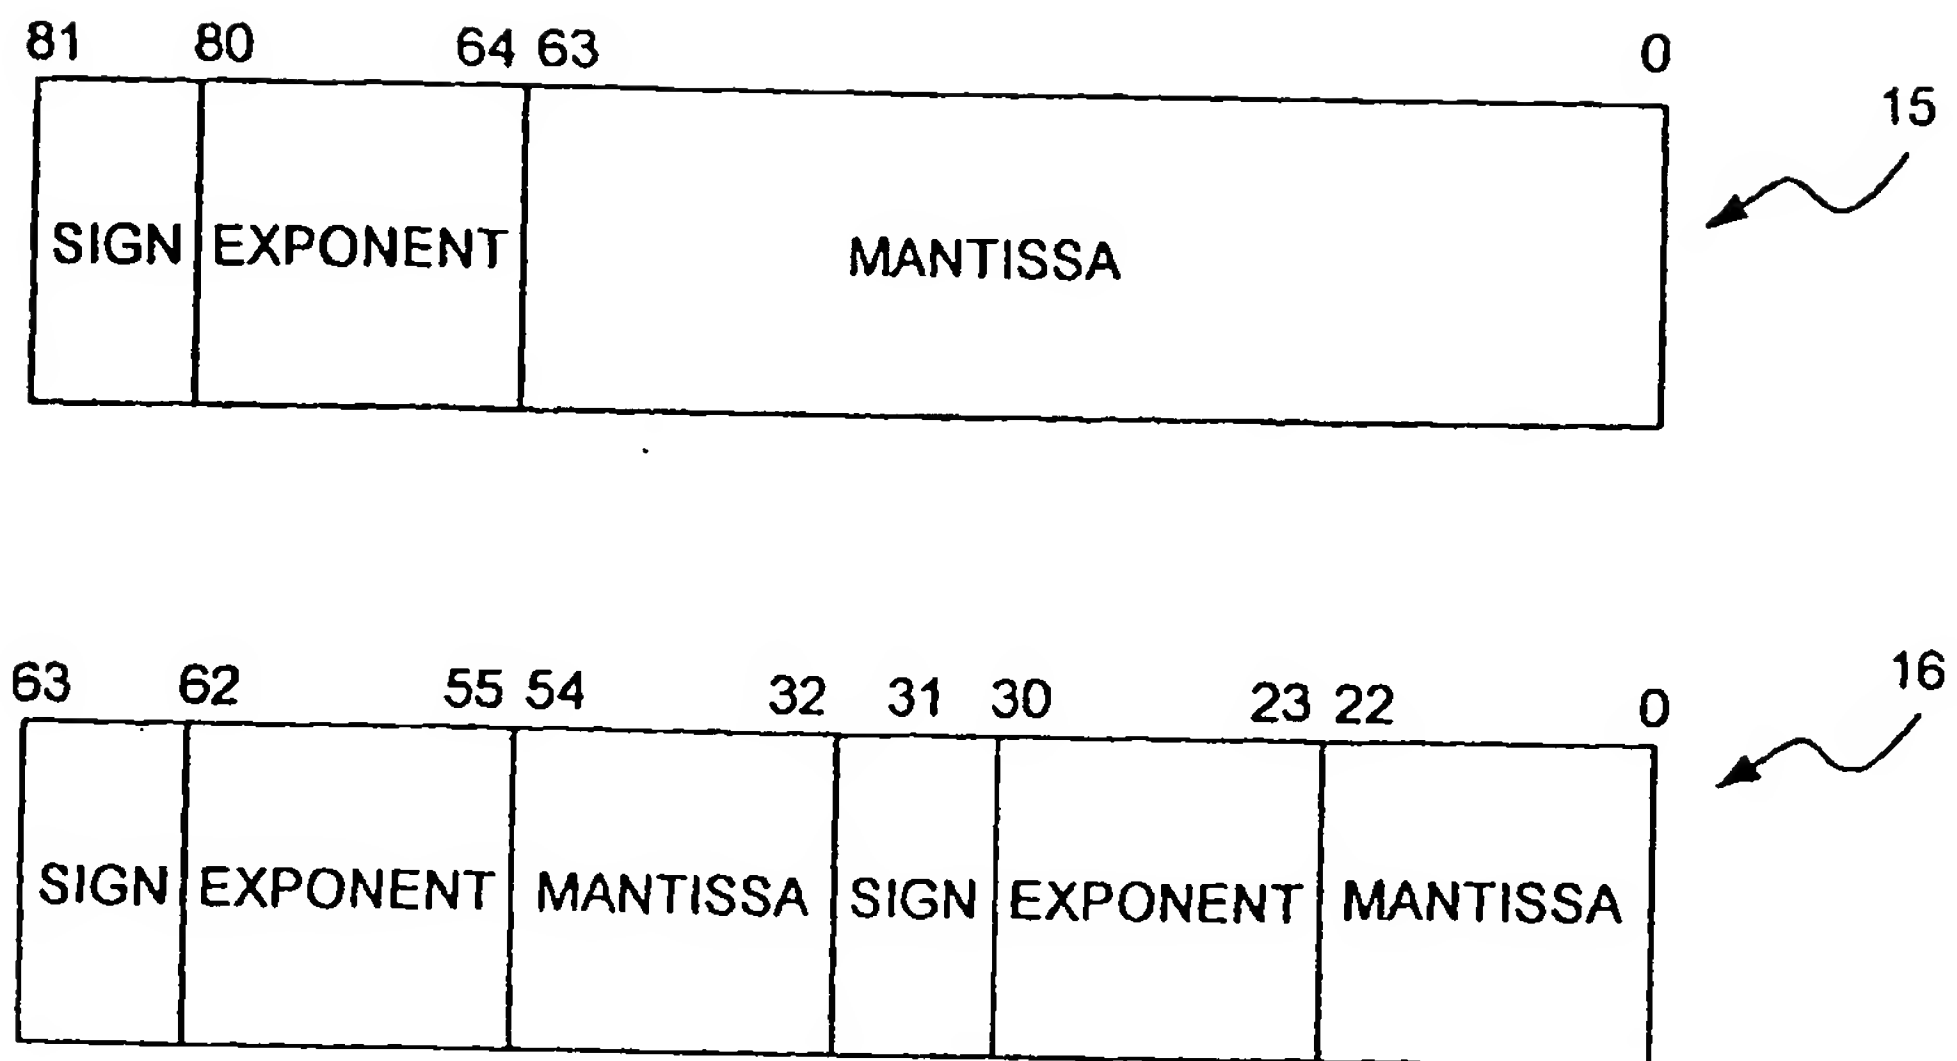 81 80 64 63 0
15
SIGN EXPONENT MANTISSA
63 62 55 54 32 31 30 23 22 0
16
SIGN EXPONENT MANTISSA SIGN EXPONENT MANTISSA